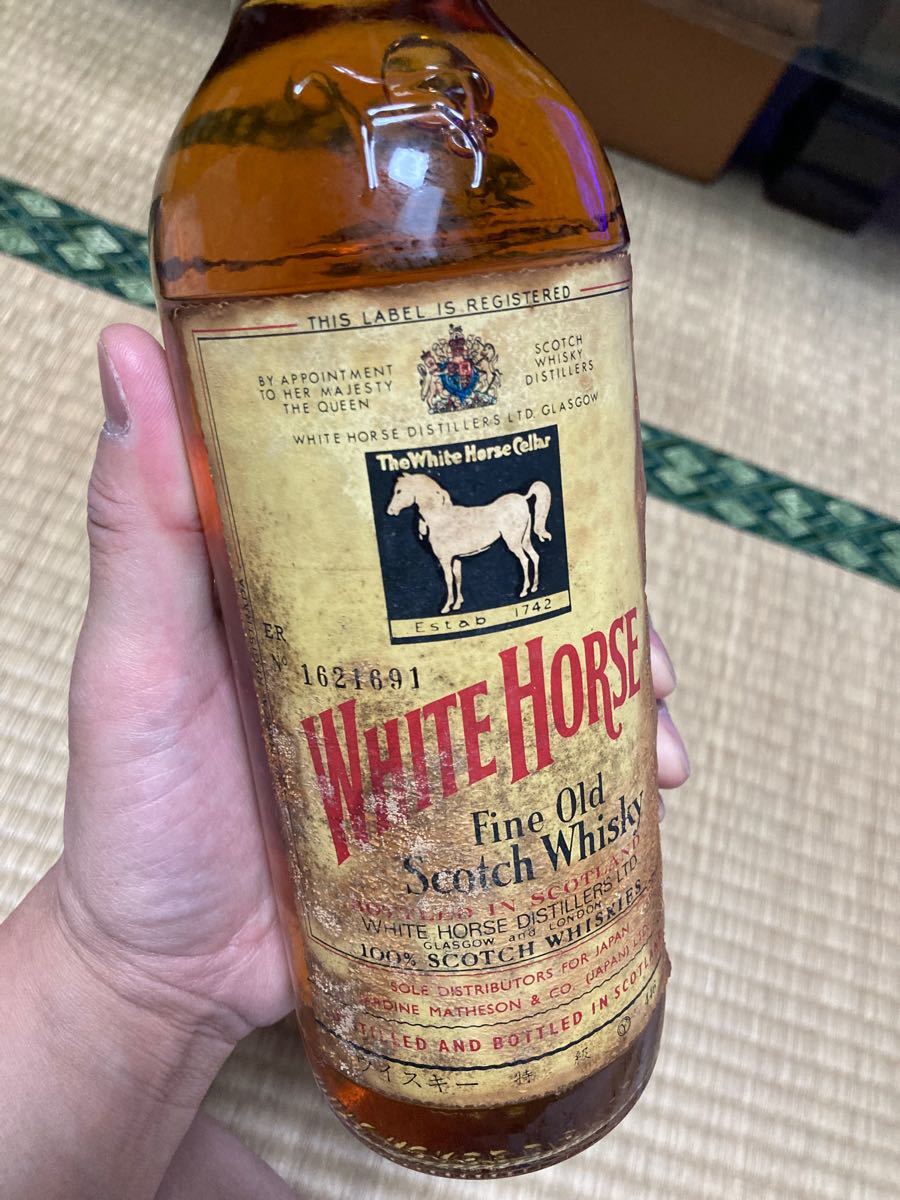 THIS LABEL IS REGISTERED
BY APPOINTMENT
TO HER MAJESTY
THE QUEEN
SCOTCH
WHISKY
DISTILLERS
WHITE HORSE DISTILLERS LTD. GLASGOW
The White Horse Cellar
Estab 1742
ER
No 1621691
WHITE HORSE
Fine Old
Scotch Whisky
IN SCOTLAND
WHITE HORSE DISTILLERS LTD.
GLASGOW and LONDON
100% SCOTCH WHISKIES
SOLE DISTRIBUTORS FOR JAPAN
RDINE MATHESON & CO. (JAPAN) LTD
TILLED AND BOTTLED IN SCOTLA
ウイスキー 特 級